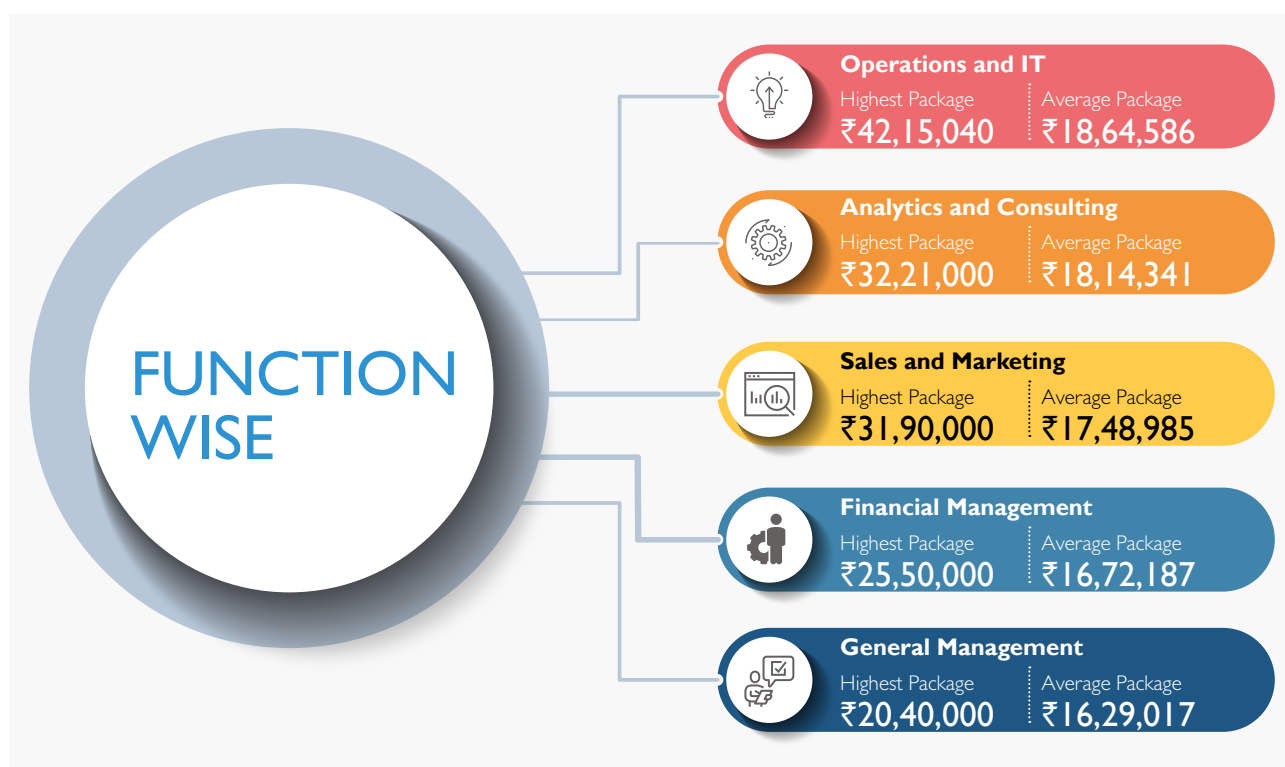 FUNCTION
WISE
Operations and IT
Highest Package
Average Package
₹42,15,040
₹18,64,586
Analytics and Consulting
Highest Package
Average Package
₹32,21,000
₹18,14,341
Sales and Marketing
Highest Package
Average Package
₹31,90,000
₹17,48,985
Financial Management
Highest Package
Average Package
₹25,50,000
₹16,72,187
General Management
Highest Package
Average Package
₹20,40,000
₹16,29,017